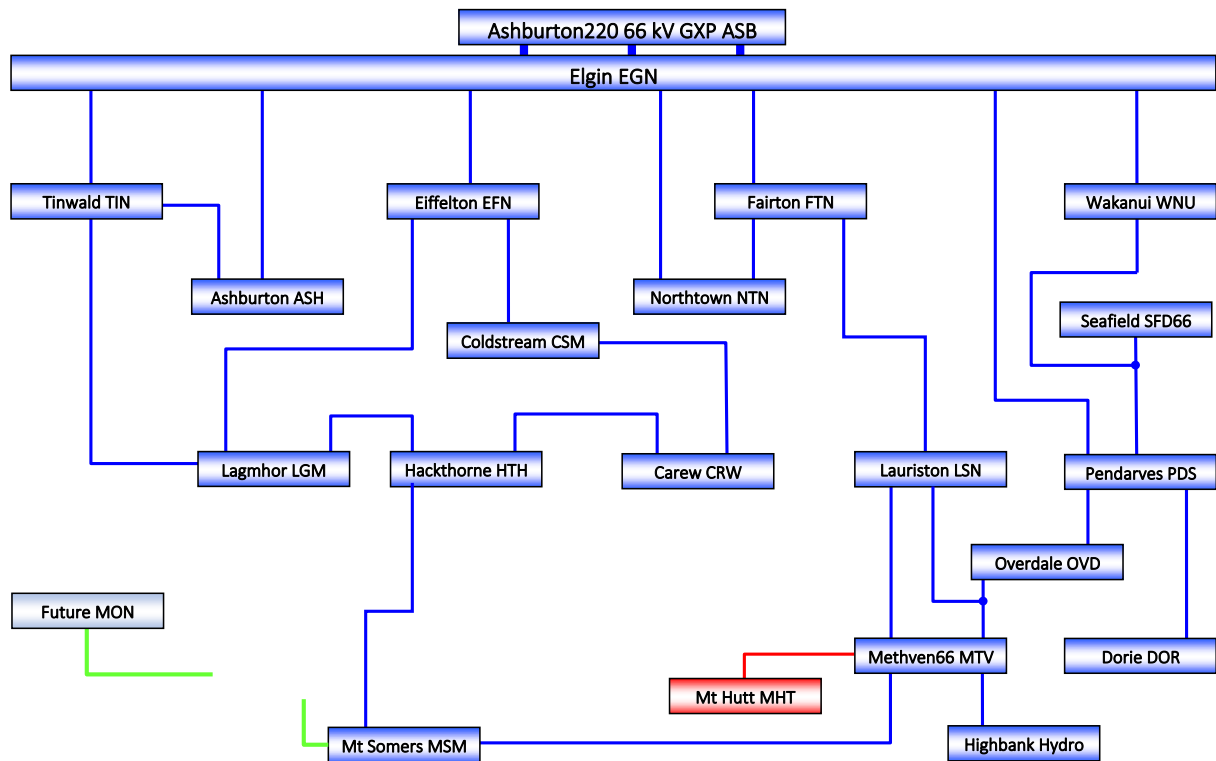 Ashburton220 66 kV GXP ASB
Elgin EGN
Tinwald TIN
Eiffelton EFN
Fairton FTN
Wakanui WNU
Ashburton ASH
Northtown NTN
Seafield SFD66
Coldstream CSM
Lagmhor LGM
Hackthorne HTH
Carew CRW
Lauriston LSN
Pendarves PDS
Overdale OVD
Future MON
Methven66 MTV
Dorie DOR
Mt Hutt MHT
Mt Somers MSM
Highbank Hydro